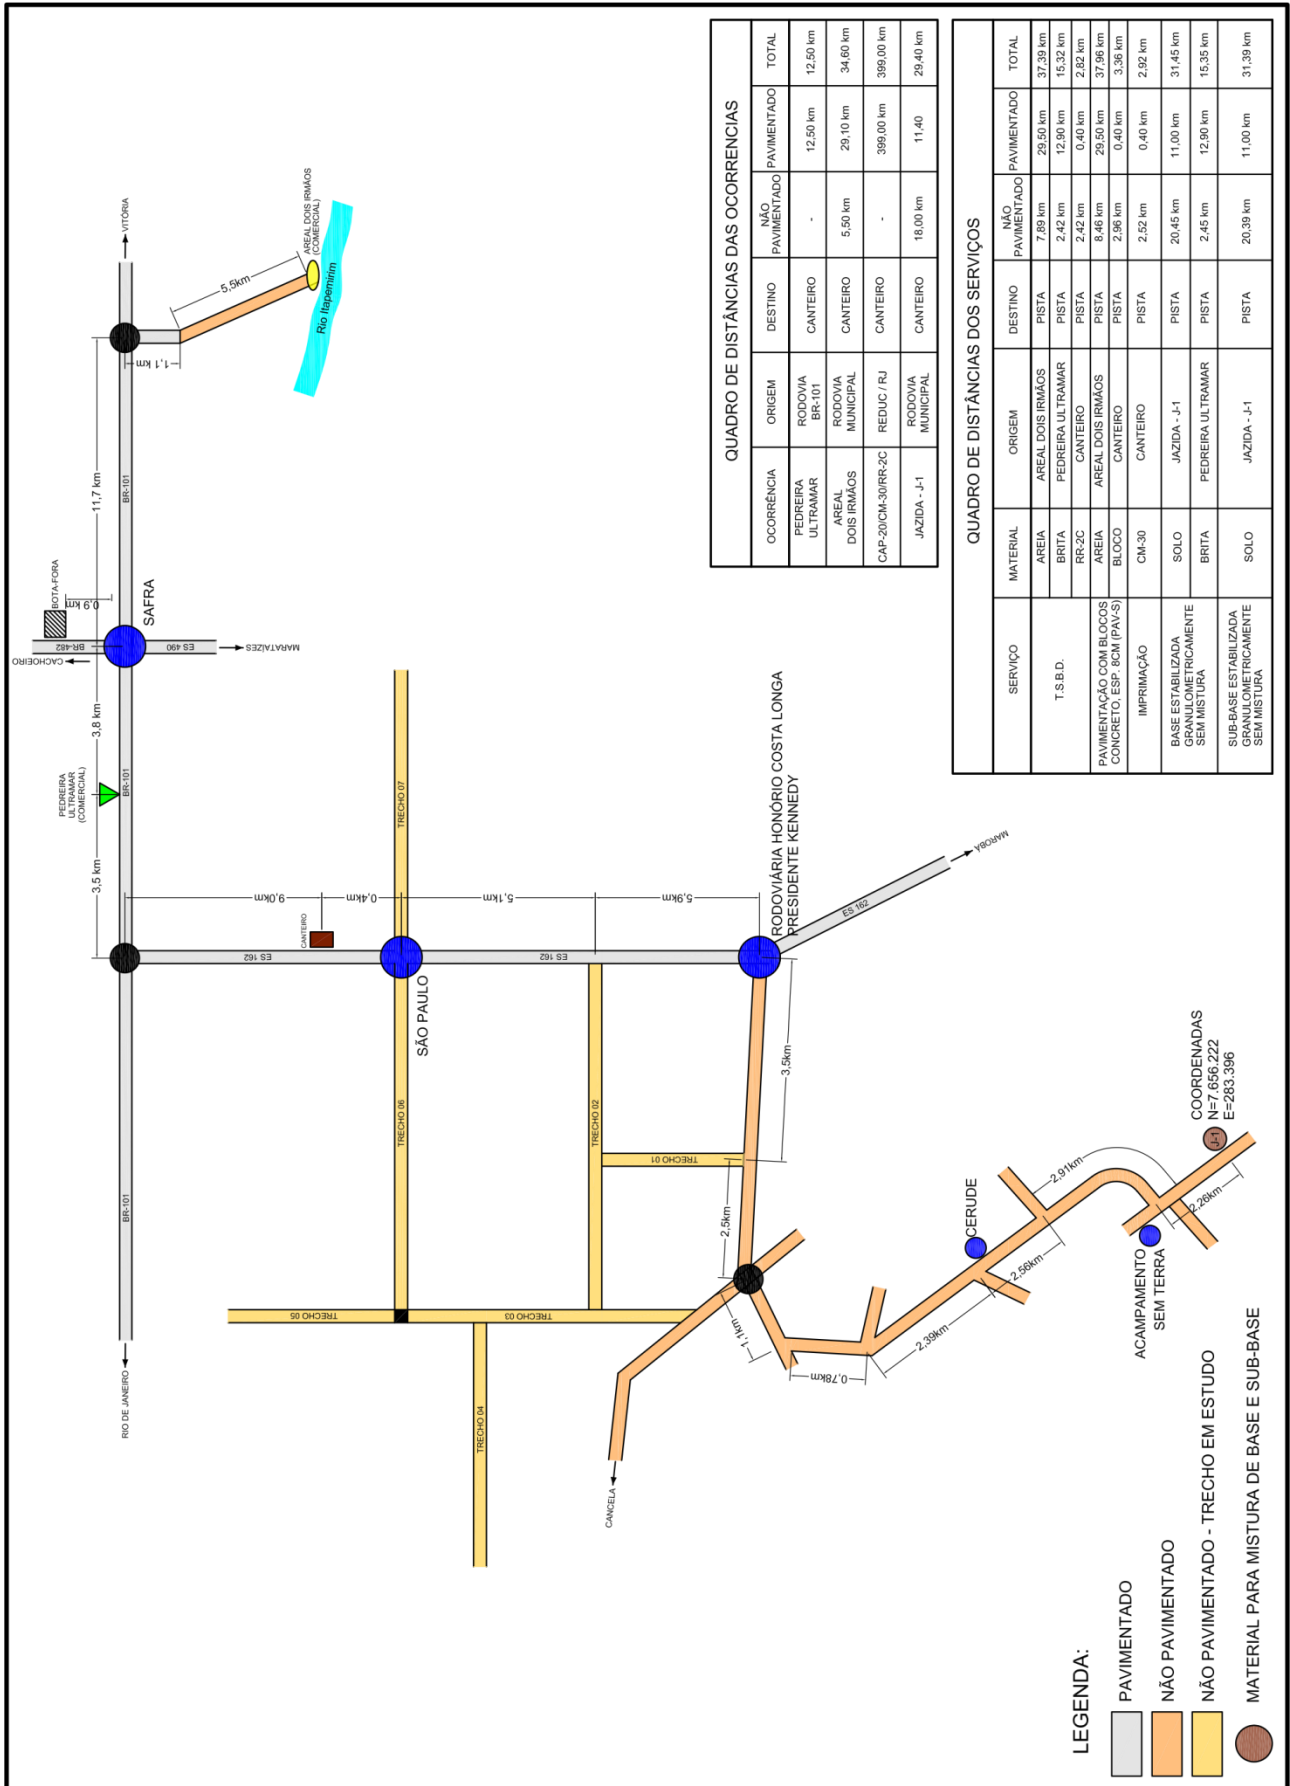 RIO DE JANEIRO
BR-101
3,5 km
PEDREIRA
ULTRAMAR
(COMERCIAL)
BR-101
3,8 km
CACHOEIRO
BR-482
BOTA-FORA
0,9 km
SAFRA
ES 490
MARATAÍZES
11,7 km
BR-101
VITÓRIA
1,1 km
5,5km
AREAL DOIS IRMÃOS
(COMERCIAL)
Rio Itapemirim
ES 162
CANTEIRO
9,0km
0,4km
SÃO PAULO
TRECHO 07
TRECHO 06
ES 162
5,1km
5,9km
TRECHO 05
TRECHO 03
TRECHO 04
TRECHO 02
TRECHO 01
RODOVIÁRIA HONÓRIO COSTA LONGA
PRESIDENTE KENNEDY
ES 162
MAROBÁ
3,5km
2,5km
CANCELA
1,1km
0,78km
2,39km
CERUDE
2,56km
2,91km
ACAMPAMENTO
SEM TERRA
2,26km
J-1
COORDENADAS
N=7.656.222
E=283.396
QUADRO DE DISTÂNCIAS DAS OCORRENCIAS
OCORRÊNCIA ORIGEM DESTINO NÃO PAVIMENTADO PAVIMENTADO TOTAL
PEDREIRA ULTRAMAR RODOVIA BR-101 CANTEIRO - 12,50 km 12,50 km
AREAL DOIS IRMÃOS RODOVIA MUNICIPAL CANTEIRO 5,50 km 29,10 km 34,60 km
CAP-20/CM-30/RR-2C REDUC / RJ CANTEIRO - 399,00 km 399,00 km
JAZIDA - J-1 RODOVIA MUNICIPAL CANTEIRO 18,00 km 11,40 29,40 km
QUADRO DE DISTÂNCIAS DOS SERVIÇOS
SERVIÇO MATERIAL ORIGEM DESTINO NÃO PAVIMENTADO PAVIMENTADO TOTAL
T.S.B.D. AREIA AREAL DOIS IRMÃOS PISTA 7,89 km 29,50 km 37,39 km
BRITA PEDREIRA ULTRAMAR PISTA 2,42 km 12,90 km 15,32 km
RR-2C CANTEIRO PISTA 2,42 km 0,40 km 2,82 km
PAVIMENTAÇÃO COM BLOCOS CONCRETO, ESP. 8CM (PAV-S) AREIA AREAL DOIS IRMÃOS PISTA 8,46 km 29,50 km 37,96 km
BLOCO CANTEIRO PISTA 2,96 km 0,40 km 3,36 km
IMPRIMAÇÃO CM-30 CANTEIRO PISTA 2,52 km 0,40 km 2,92 km
BASE ESTABILIZADA GRANULOMETRICAMENTE SEM MISTURA SOLO JAZIDA - J-1 PISTA 20,45 km 11,00 km 31,45 km
BRITA PEDREIRA ULTRAMAR PISTA 2,45 km 12,90 km 15,35 km
SUB-BASE ESTABILIZADA GRANULOMETRICAMENTE SEM MISTURA SOLO JAZIDA - J-1 PISTA 20,39 km 11,00 km 31,39 km
LEGENDA:
PAVIMENTADO
NÃO PAVIMENTADO
NÃO PAVIMENTADO - TRECHO EM ESTUDO
MATERIAL PARA MISTURA DE BASE E SUB-BASE